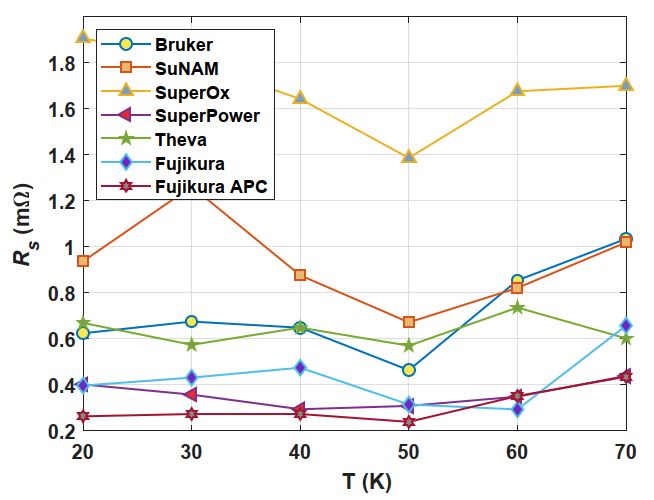 Bruker
SuNAM
SuperOx
SuperPower
Theva
Fujikura
Fujikura APC
1.8
1.6
1.4
1.2
1
0.8
0.6
0.4
0.2
20
30
40
50
60
70
R_s (mΩ)
T (K)